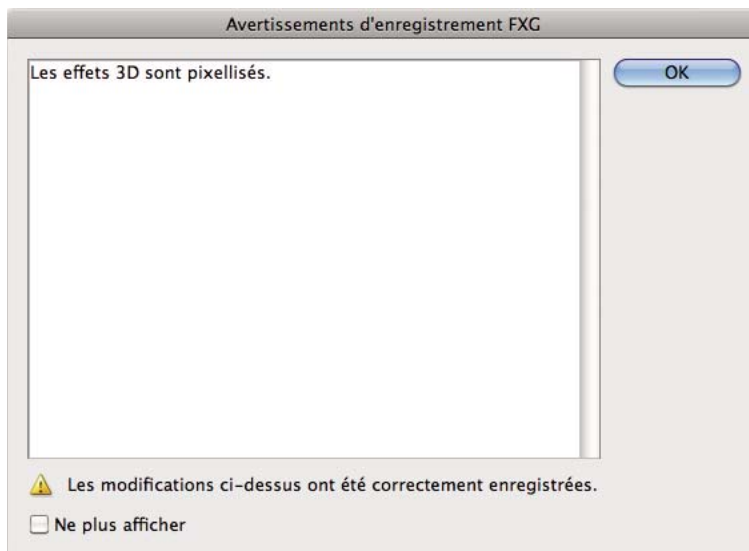 Avertissements d'enregistrement FXG
Les effets 3D sont pixellisés.
OK
Les modifications ci-dessus ont été correctement enregistrées.
Ne plus afficher